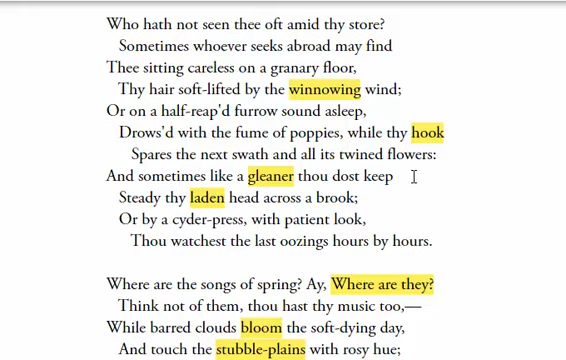 Who hath not seen thee oft amid thy store?
Sometimes whoever seeks abroad may find
Thee sitting careless on a granary floor,
Thy hair soft-lifted by the winnowing wind;
Or on a half-reap'd furrow sound asleep,
Drows'd with the fume of poppies, while thy hook
Spares the next swath and all its twined flowers:
And sometimes like a gleaner thou dost keep
Steady thy laden head across a brook;
Or by a cyder-press, with patient look,
Thou watchest the last oozings hours by hours.
Where are the songs of spring? Ay, Where are they?
Think not of them, thou hast thy music too,—
While barred clouds bloom the soft-dying day,
And touch the stubble-plains with rosy hue;